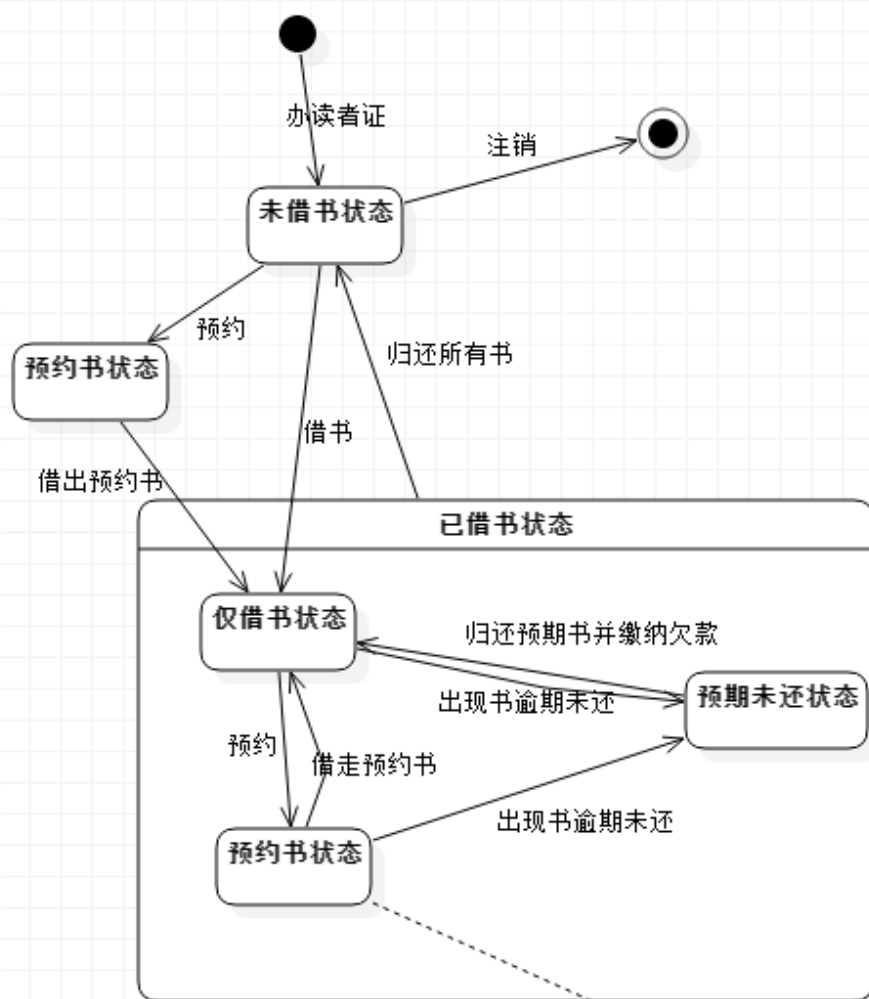 办读者证
注销
未借书状态
预约
预约书状态
归还所有书
借书
借出预约书
已借书状态
仅借书状态
归还预期书并缴纳欠款
出现书逾期未还
预期未还状态
预约
借走预约书
出现书逾期未还
预约书状态